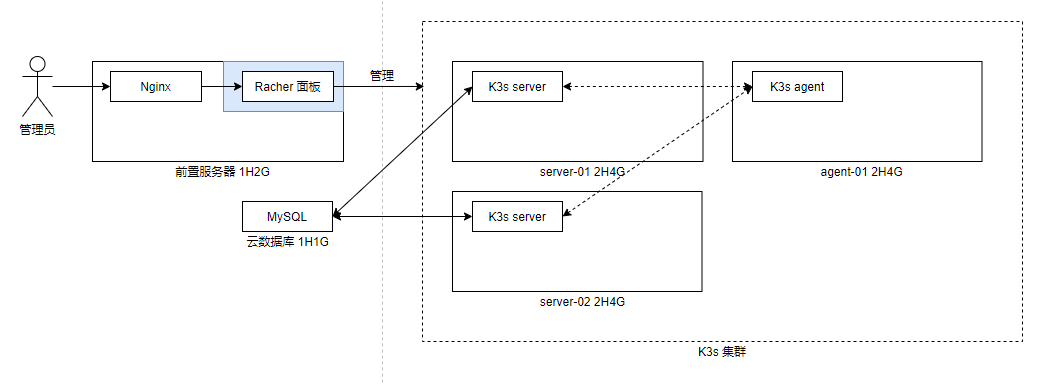 管理员
Nginx
Racher 面板
前置服务器 1H2G
管理
MySQL
云数据库 1H1G
K3s server
server-01 2H4G
K3s agent
agent-01 2H4G
K3s server
server-02 2H4G
K3s 集群